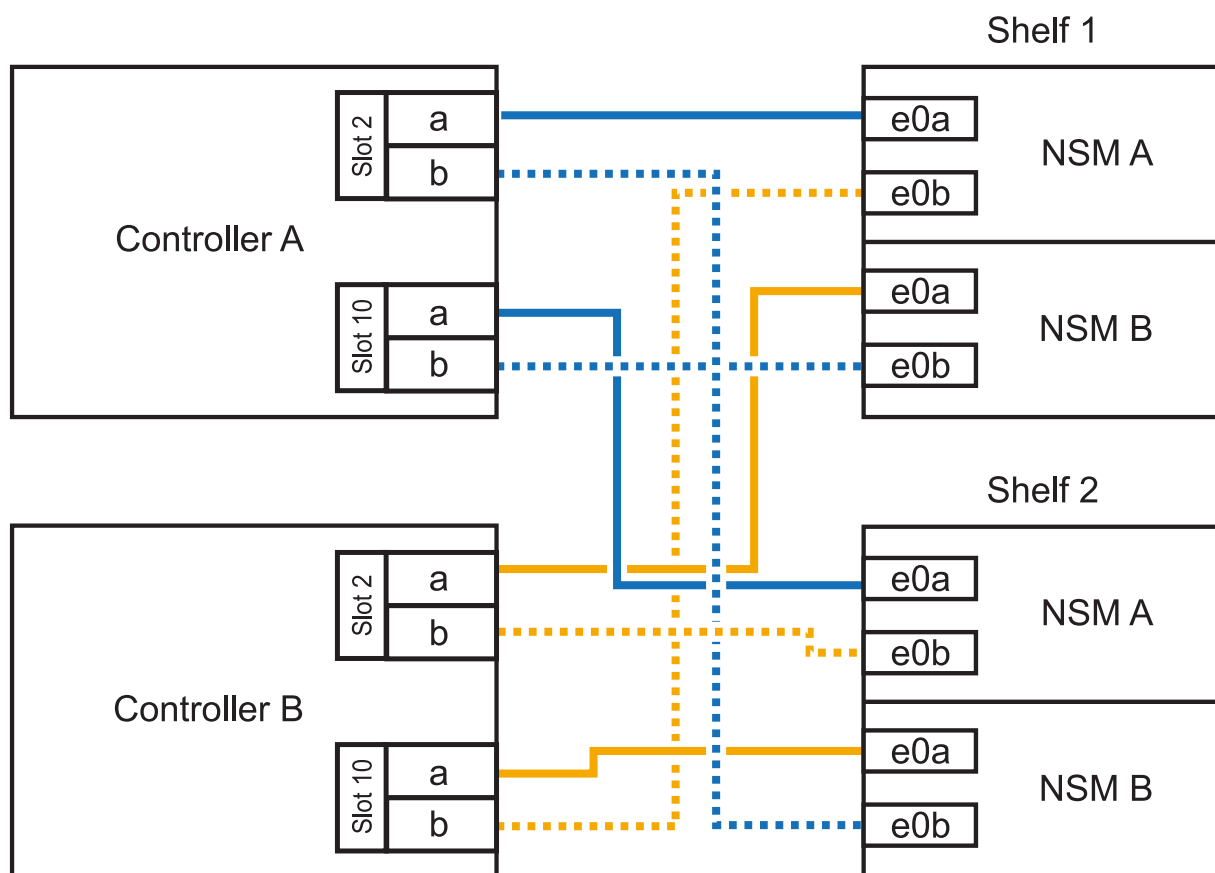 Shelf 1
Controller A
Slot 2
a
b
Slot 10
a
b
e0a
e0b
NSM A
e0a
e0b
NSM B
Shelf 2
Controller B
Slot 2
a
b
Slot 10
a
b
e0a
e0b
NSM A
e0a
e0b
NSM B